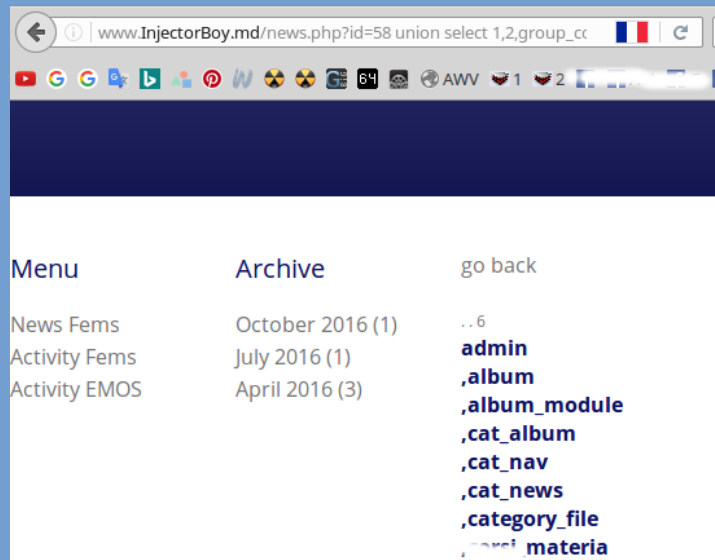 www.InjectorBoy.md/news.php?id=58 union select 1,2,group_cc
64 AWV 1 2
Menu
News Fems
Activity Fems
Activity EMOS
Archive
October 2016 (1)
July 2016 (1)
April 2016 (3)
go back
..6
admin
,album
,album_module
,cat_album
,cat_nav
,cat_news
,category_file
_materia